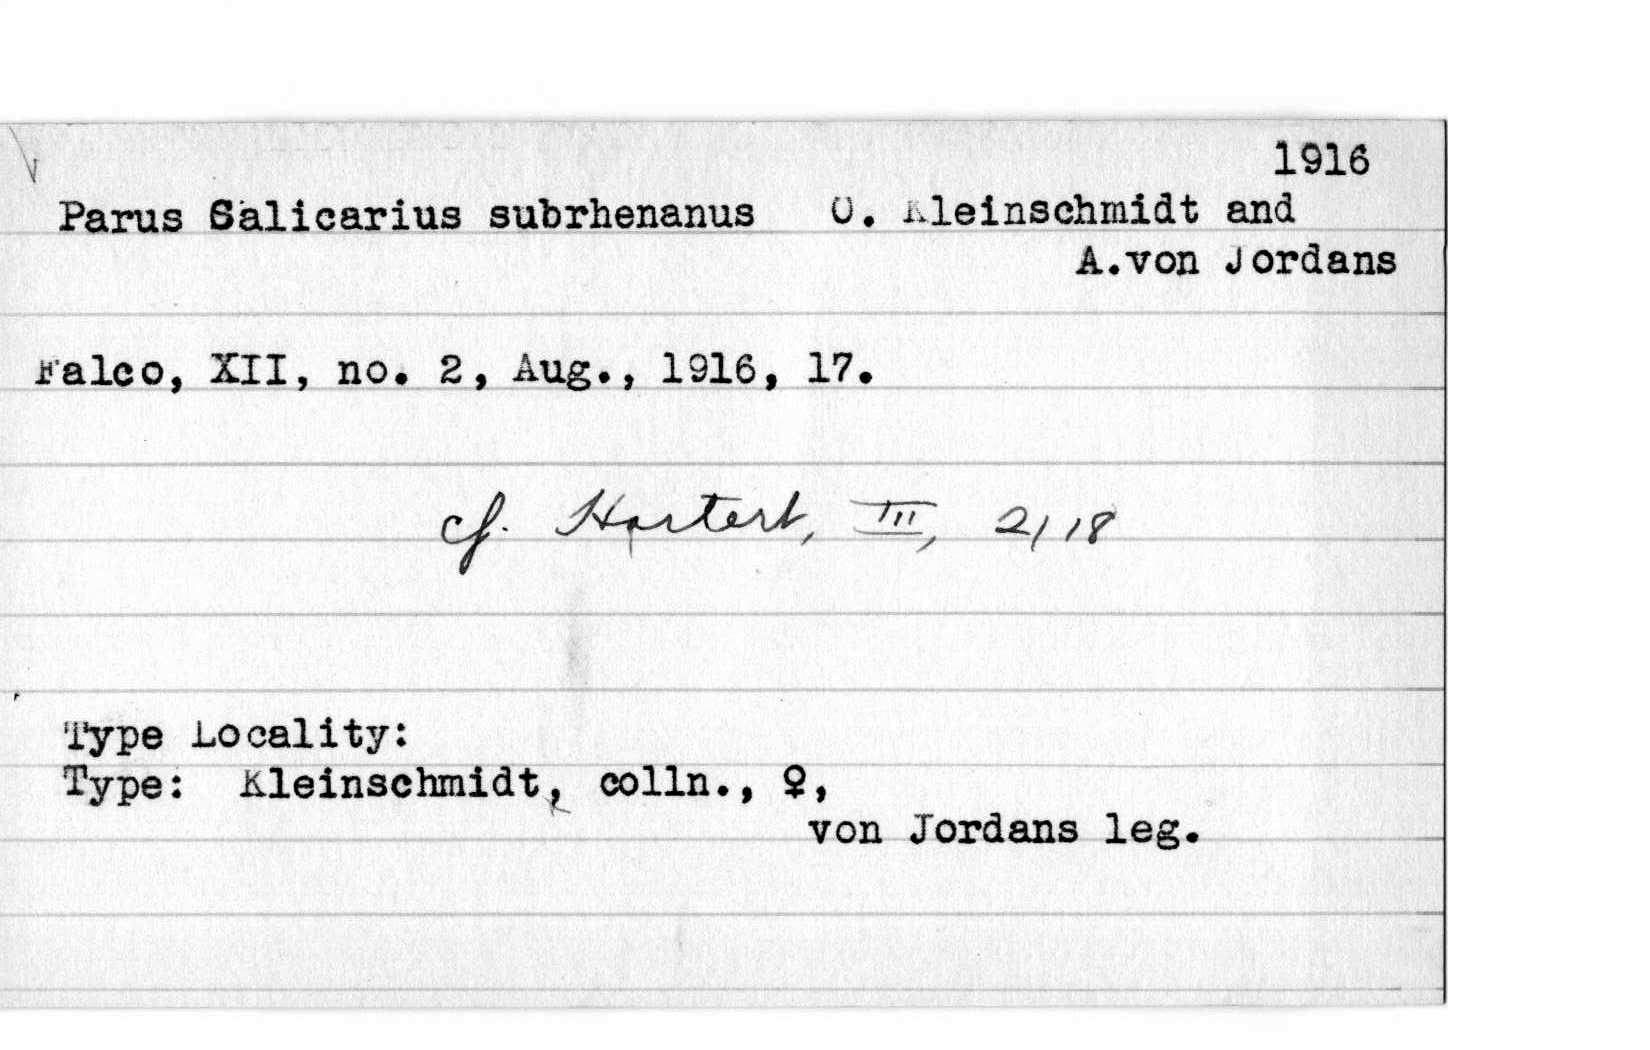 1916
Parus Salicarius subrhenanus O. Kleinschmidt and
A.von Jordans
Falco, XII, no. 2, Aug., 1916, 17.
cf. Hartert, III, 2118
Type Locality:
Type: Kleinschmidt, colln., ♀,
von Jordans leg.